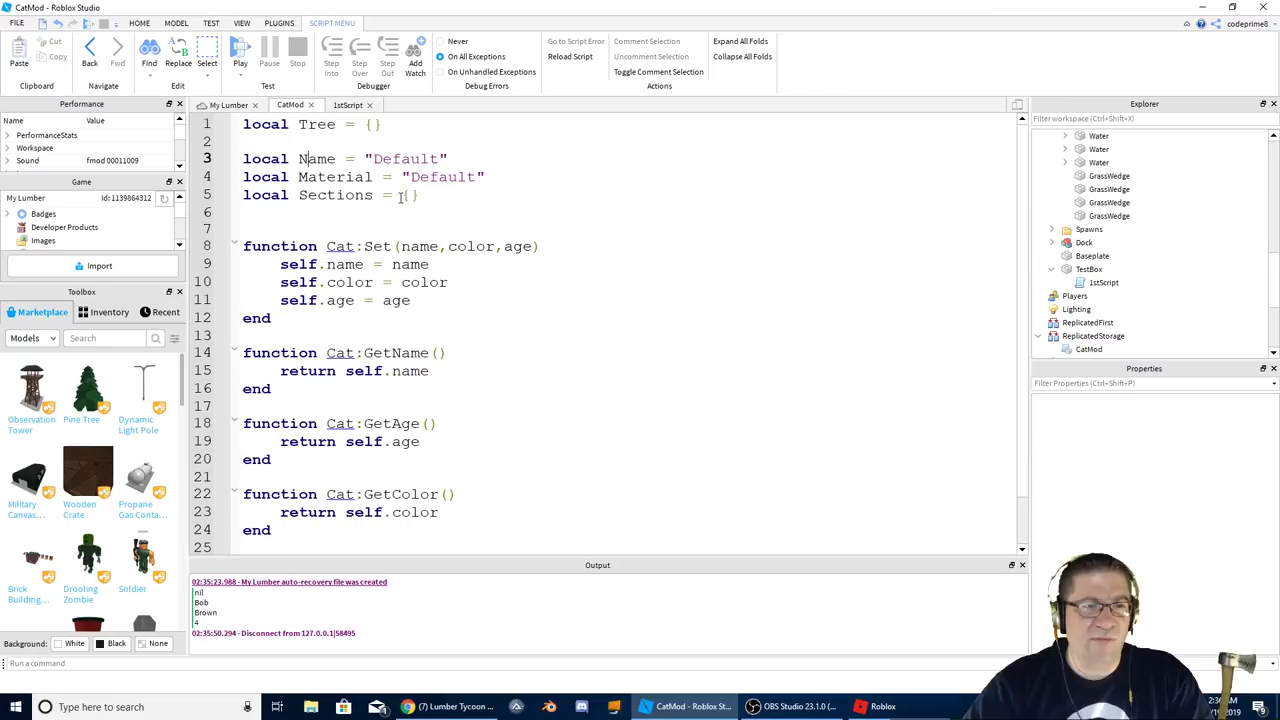 CatMod - Roblox Studio
FILE HOME MODEL TEST VIEW PLUGINS SCRIPT MENU codeprime8
Paste Cut Copy Back Fwd Find Replace Select Play Pause Stop Step Into Step Over Step Out Add Watch
Never
On All Exceptions
On Unhandled Exceptions
Go to Script Error
Reload Script
Comment Selection
Uncomment Selection
Toggle Comment Selection
Expand All Folds
Collapse All Folds
Clipboard Navigate Edit Test Debugger Debug Errors Actions
Performance
Name Value
PerformanceStats
Workspace
Sound fmod 00011009
Game
My Lumber Id: 1139864312
Badges
Developer Products
Images
Import
Toolbox
Marketplace Inventory Recent
Models Search
Observation Tower
Pine Tree
Dynamic Light Pole
Military Canvas...
Wooden Crate
Propane Gas Conta...
Brick Building...
Drooling Zombie
Soldier
Background: White Black None
Run a command
My Lumber CatMod 1stScript
1 local Tree = {}
2
3 local Name = "Default"
4 local Material = "Default"
5 local Sections = {}
6
7
8 function Cat:Set(name,color,age)
9 self.name = name
10 self.color = color
11 self.age = age
12 end
13
14 function Cat:GetName()
15 return self.name
16 end
17
18 function Cat:GetAge()
19 return self.age
20 end
21
22 function Cat:GetColor()
23 return self.color
24 end
25
Output
02:35:23.988 - My Lumber auto-recovery file was created
nil
Bob
Brown
4
02:35:50.294 - Disconnect from 127.0.0.1|58495
Explorer
Filter workspace (Ctrl+Shift+X)
Water
Water
Water
GrassWedge
GrassWedge
GrassWedge
GrassWedge
Spawns
Dock
Baseplate
TestBox
1stScript
Players
Lighting
ReplicatedFirst
ReplicatedStorage
CatMod
Properties
Filter Properties (Ctrl+Shift+P)
Type here to search
(1) Lumber Tycoon ...
CatMod - Roblox St...
OBS Studio 23.1.0 (...
Roblox